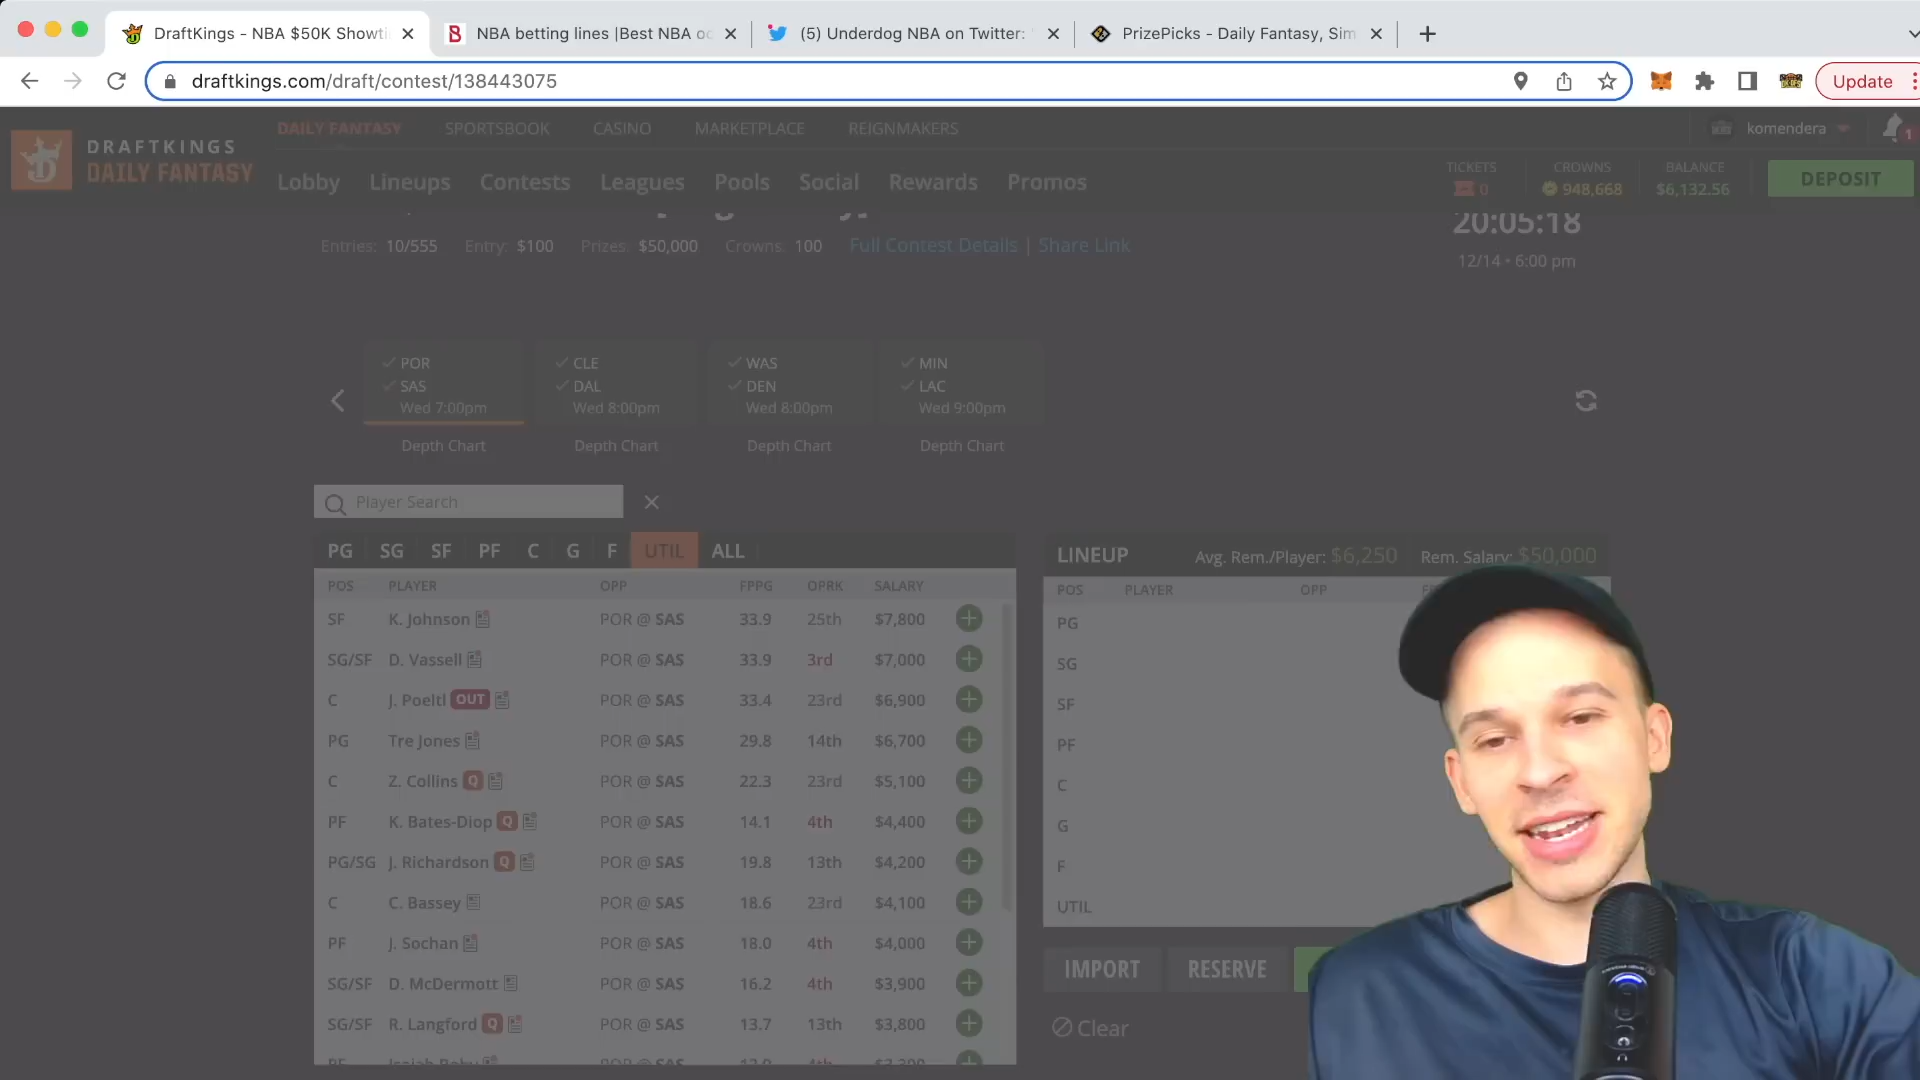 DraftKings - NBA $50K Showti
NBA betting lines |Best NBA o
(5) Underdog NBA on Twitter: "
PrizePicks - Daily Fantasy, Sim
draftkings.com/draft/contest/138443075
Update
DRAFTKINGS
DAILY FANTASY
DAILY FANTASY SPORTSBOOK CASINO MARKETPLACE REIGNMAKERS
komendera
1
Lobby Lineups Contests Leagues Pools Social Rewards Promos
TICKETS
0
CROWNS
948,668
BALANCE
$6,132.56
DEPOSIT
20:05:18
Entries: 10/555 Entry: $100 Prizes: $50,000 Crowns: 100 Full Contest Details | Share Link
12/14 • 6:00 pm
POR
SAS
Wed 7:00pm
Depth Chart
CLE
DAL
Wed 8:00pm
Depth Chart
WAS
DEN
Wed 8:00pm
Depth Chart
MIN
LAC
Wed 9:00pm
Depth Chart
Player Search
PG SG SF PF C G F UTIL ALL
POS PLAYER OPP FPPG OPRK SALARY
SF K. Johnson POR @ SAS 33.9 25th $7,800
SG/SF D. Vassell POR @ SAS 33.9 3rd $7,000
C J. Poeltl OUT POR @ SAS 33.4 23rd $6,900
PG Tre Jones POR @ SAS 29.8 14th $6,700
C Z. Collins Q POR @ SAS 22.3 23rd $5,100
PF K. Bates-Diop Q POR @ SAS 14.1 4th $4,400
PG/SG J. Richardson Q POR @ SAS 19.8 13th $4,200
C C. Bassey POR @ SAS 18.6 23rd $4,100
PF J. Sochan POR @ SAS 18.0 4th $4,000
SG/SF D. McDermott POR @ SAS 16.2 4th $3,900
SG/SF R. Langford Q POR @ SAS 13.7 13th $3,800
LINEUP Avg. Rem./Player: $6,250 Rem. Salary: $50,000
POS PLAYER OPP
PG
SG
SF
PF
C
G
F
UTIL
IMPORT RESERVE
Clear